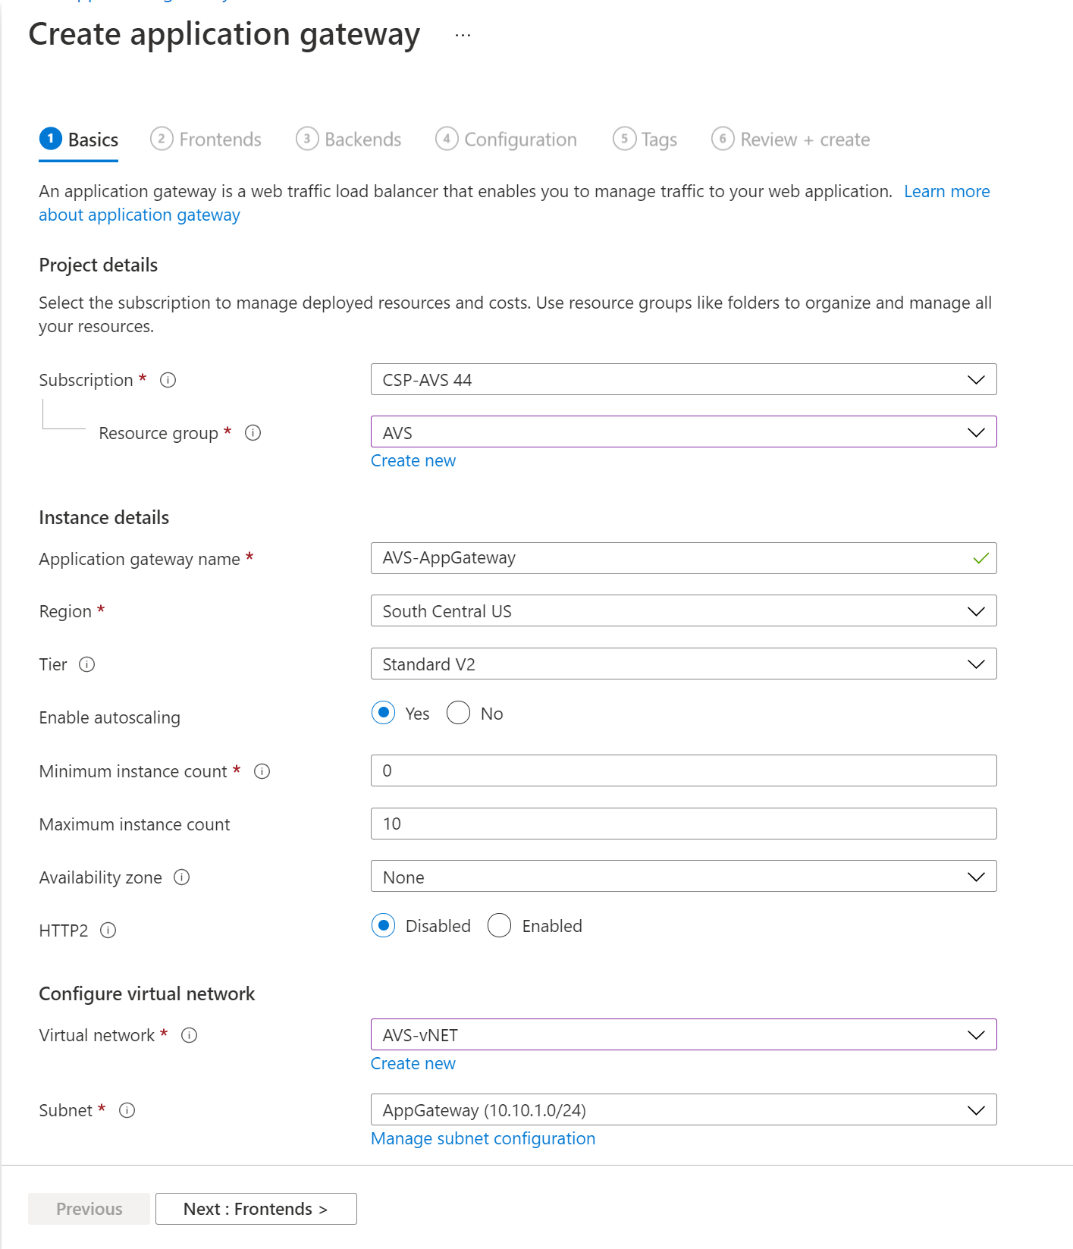 Create application gateway ...
1 Basics 2 Frontends 3 Backends 4 Configuration 5 Tags 6 Review + create
An application gateway is a web traffic load balancer that enables you to manage traffic to your web application. Learn more
about application gateway
Project details
Select the subscription to manage deployed resources and costs. Use resource groups like folders to organize and manage all
your resources.
Subscription * CSP-AVS 44
Resource group * AVS
Create new
Instance details
Application gateway name * AVS-AppGateway
Region * South Central US
Tier Standard V2
Enable autoscaling Yes No
Minimum instance count * 0
Maximum instance count 10
Availability zone None
HTTP2 Disabled Enabled
Configure virtual network
Virtual network * AVS-vNET
Create new
Subnet * AppGateway (10.10.1.0/24)
Manage subnet configuration
Previous Next : Frontends >